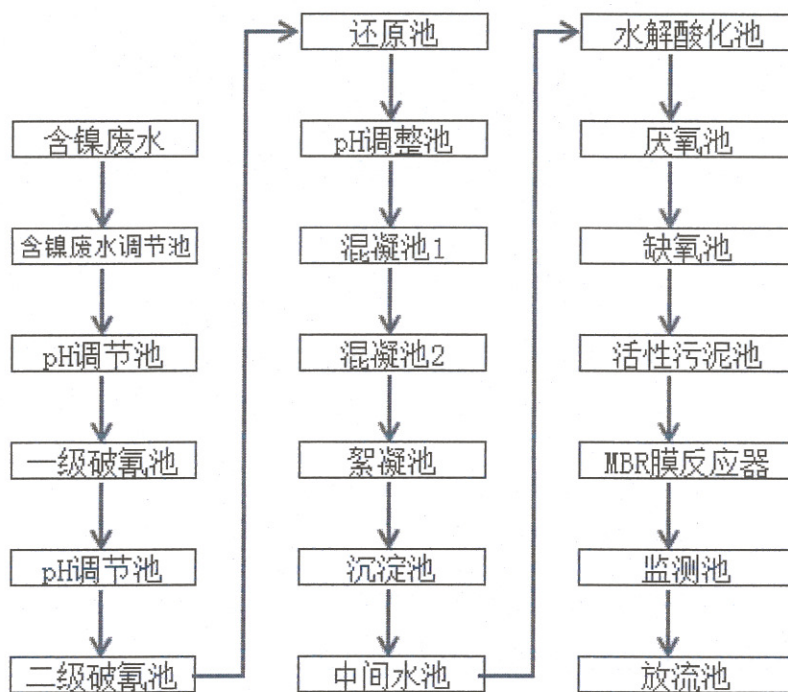 含镍废水
含镍废水调节池
pH调节池
一级破氰池
pH调节池
二级破氰池
还原池
pH调整池
混凝池1
混凝池2
絮凝池
沉淀池
中间水池
水解酸化池
厌氧池
缺氧池
活性污泥池
MBR膜反应器
监测池
放流池